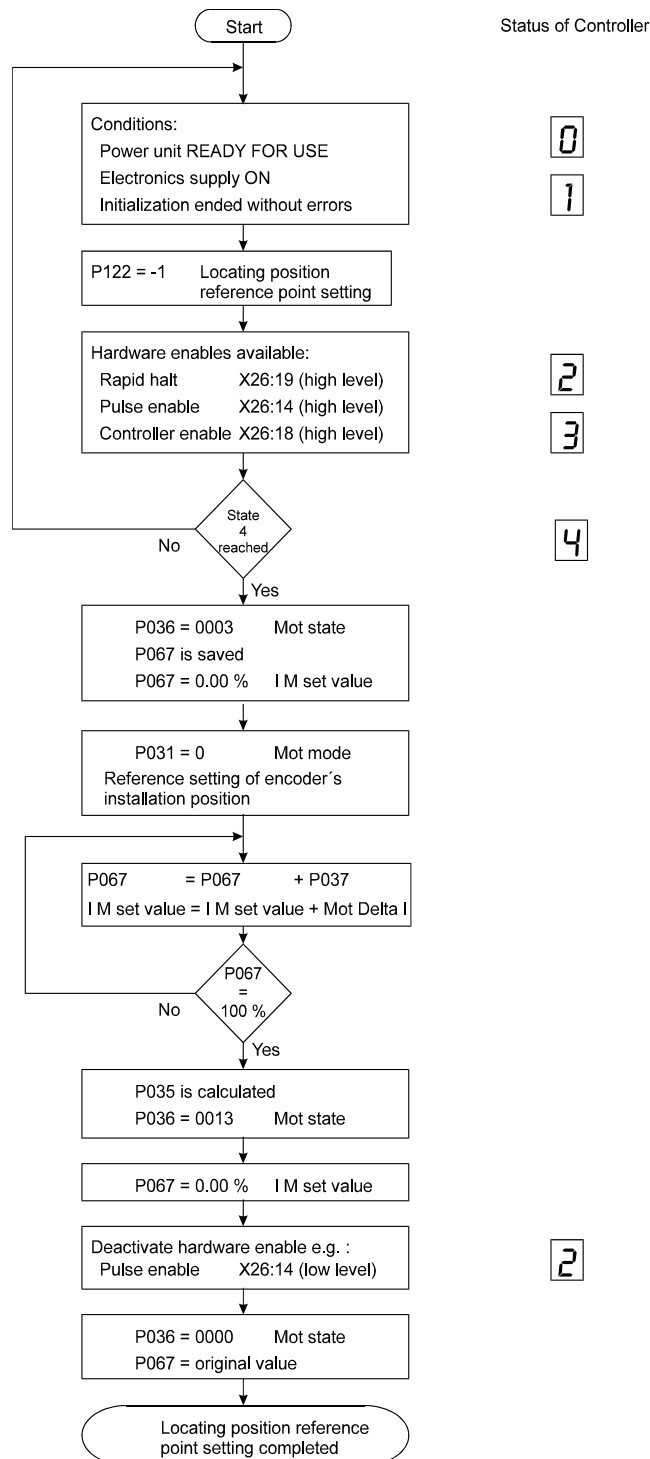 Start
Status of Controller
Conditions:
Power unit READY FOR USE
Electronics supply ON
Initialization ended without errors
0
1
P122 = -1 Locating position
reference point setting
Hardware enables available:
Rapid halt X26:19 (high level)
Pulse enable X26:14 (high level)
Controller enable X26:18 (high level)
2
3
State
4
reached
No
Yes
4
P036 = 0003 Mot state
P067 is saved
P067 = 0.00 % I M set value
P031 = 0 Mot mode
Reference setting of encoder´s
installation position
P067 = P067 + P037
I M set value = I M set value + Mot Delta I
P067
=
100 %
No
Yes
P035 is calculated
P036 = 0013 Mot state
P067 = 0.00 % I M set value
Deactivate hardware enable e.g. :
Pulse enable X26:14 (low level)
2
P036 = 0000 Mot state
P067 = original value
Locating position reference
point setting completed